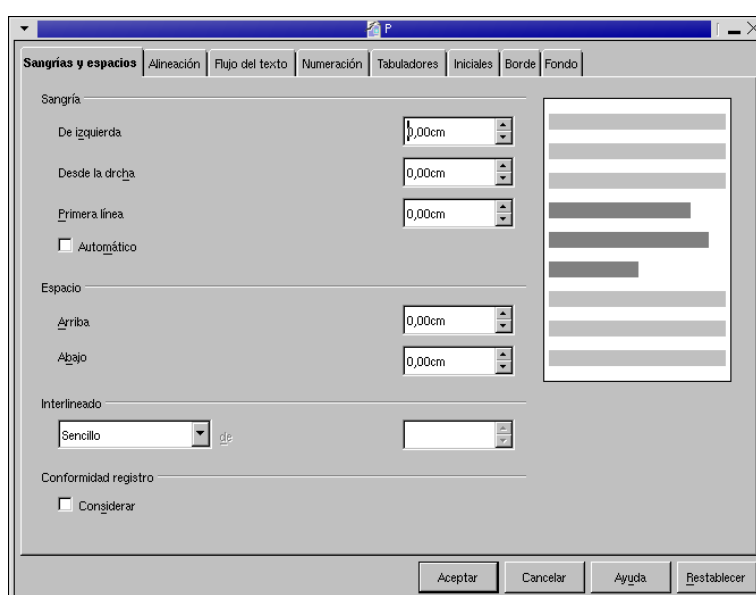 P
Sangrías y espacios Alineación Flujo del texto Numeración Tabuladores Iniciales Borde Fondo
Sangría
De izquierda 0,00cm
Desde la drcha 0,00cm
Primera línea 0,00cm
Automático
Espacio
Arriba 0,00cm
Abajo 0,00cm
Interlineado
Sencillo de
Conformidad registro
Considerar
Aceptar Cancelar Ayuda Restablecer